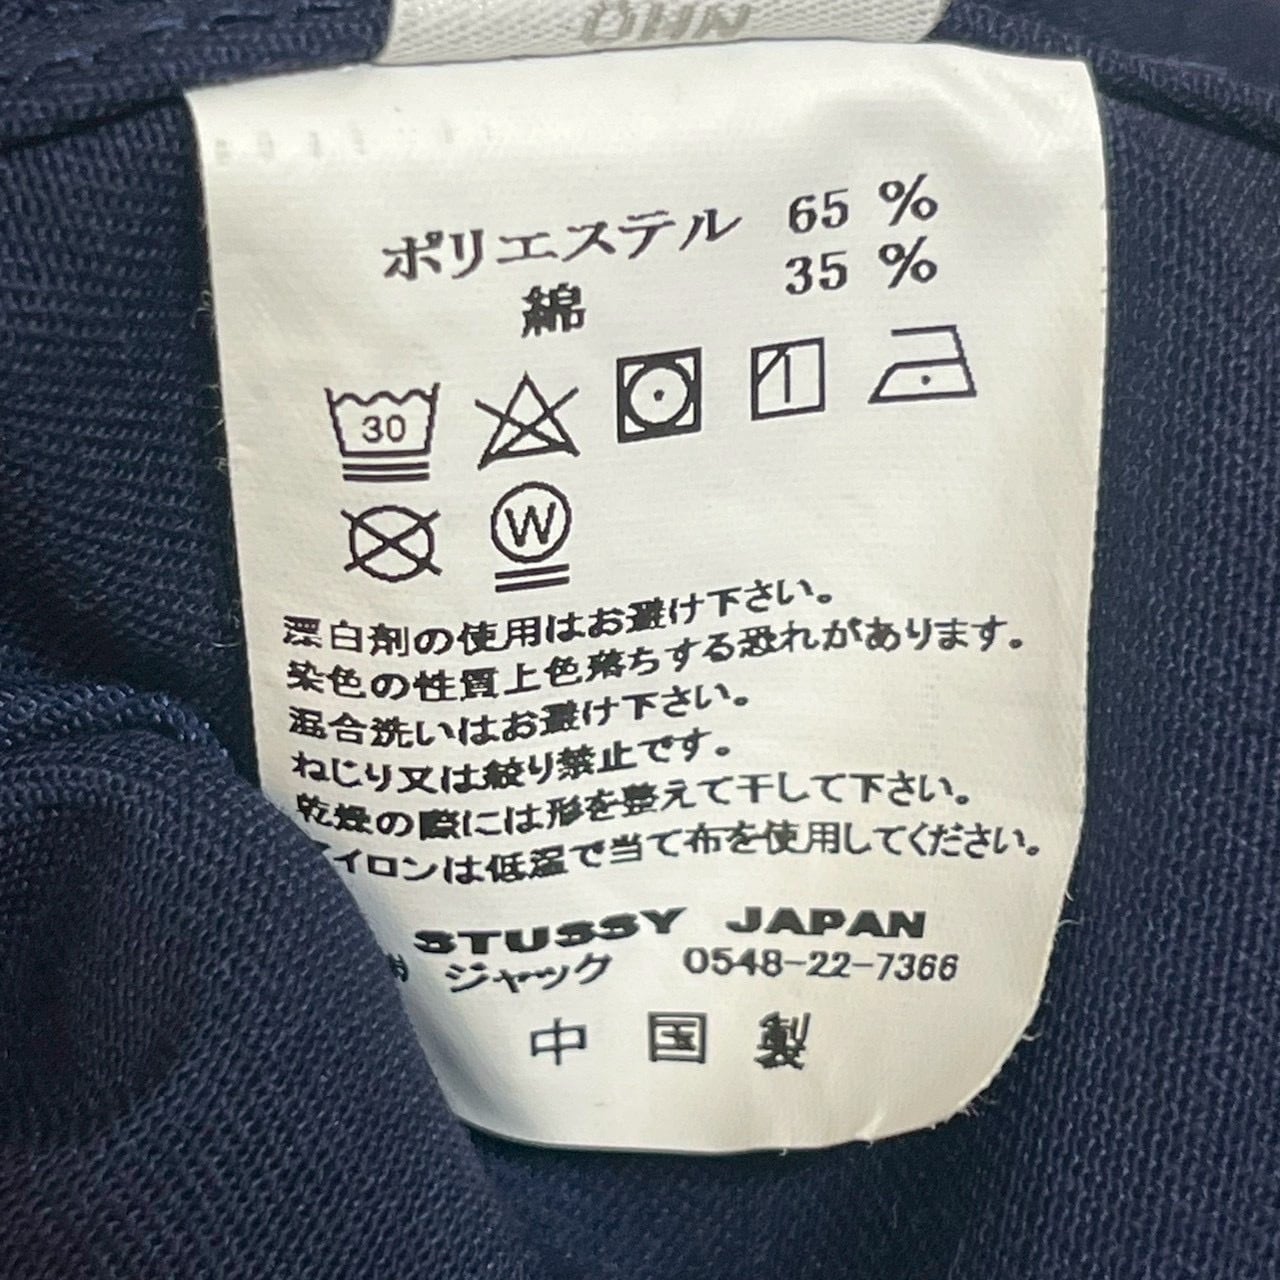 ポリエステル 65 %
綿 35 %
30
W
漂白剤の使用はお避け下さい。
染色の性質上色落ちする恐れがあります。
混合洗いはお避け下さい。
ねじり又は絞り禁止です。
乾燥の際には形を整えて干して下さい。
アイロンは低温で当て布を使用してください。
STUSSY JAPAN
ジャック 0548-22-7366
中国製